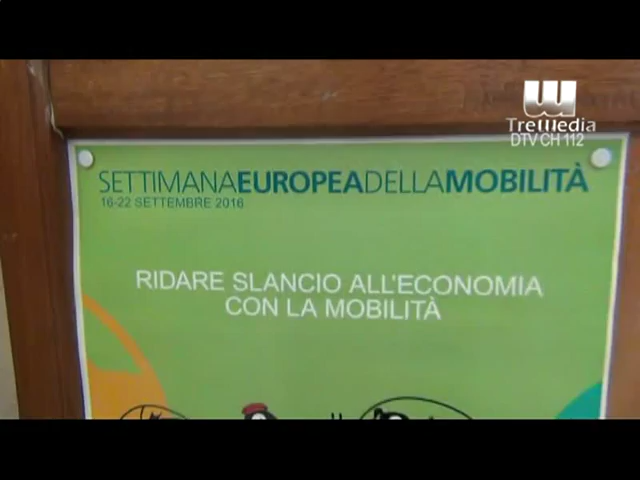 TreMedia
DTV CH 112
SETTIMANAEUROPEADELLAMOBILITÀ
16-22 SETTEMBRE 2016
RIDARE SLANCIO ALL'ECONOMIA
CON LA MOBILITÀ